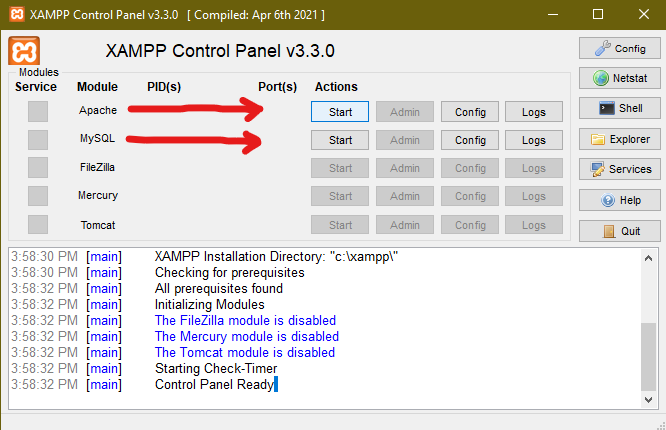 XAMPP Control Panel v3.3.0 [ Compiled: Apr 6th 2021 ]
XAMPP Control Panel v3.3.0
Config
Modules
Service Module PID(s) Port(s) Actions
Netstat
Apache Start Admin Config Logs
Shell
MySQL Start Admin Config Logs
Explorer
FileZilla Start Admin Config Logs
Services
Mercury Start Admin Config Logs
Help
Tomcat Start Admin Config Logs
Quit
3:58:30 PM [main] XAMPP Installation Directory: "c:\xampp\"
3:58:30 PM [main] Checking for prerequisites
3:58:32 PM [main] All prerequisites found
3:58:32 PM [main] Initializing Modules
3:58:32 PM [main] The FileZilla module is disabled
3:58:32 PM [main] The Mercury module is disabled
3:58:32 PM [main] The Tomcat module is disabled
3:58:32 PM [main] Starting Check-Timer
3:58:32 PM [main] Control Panel Ready